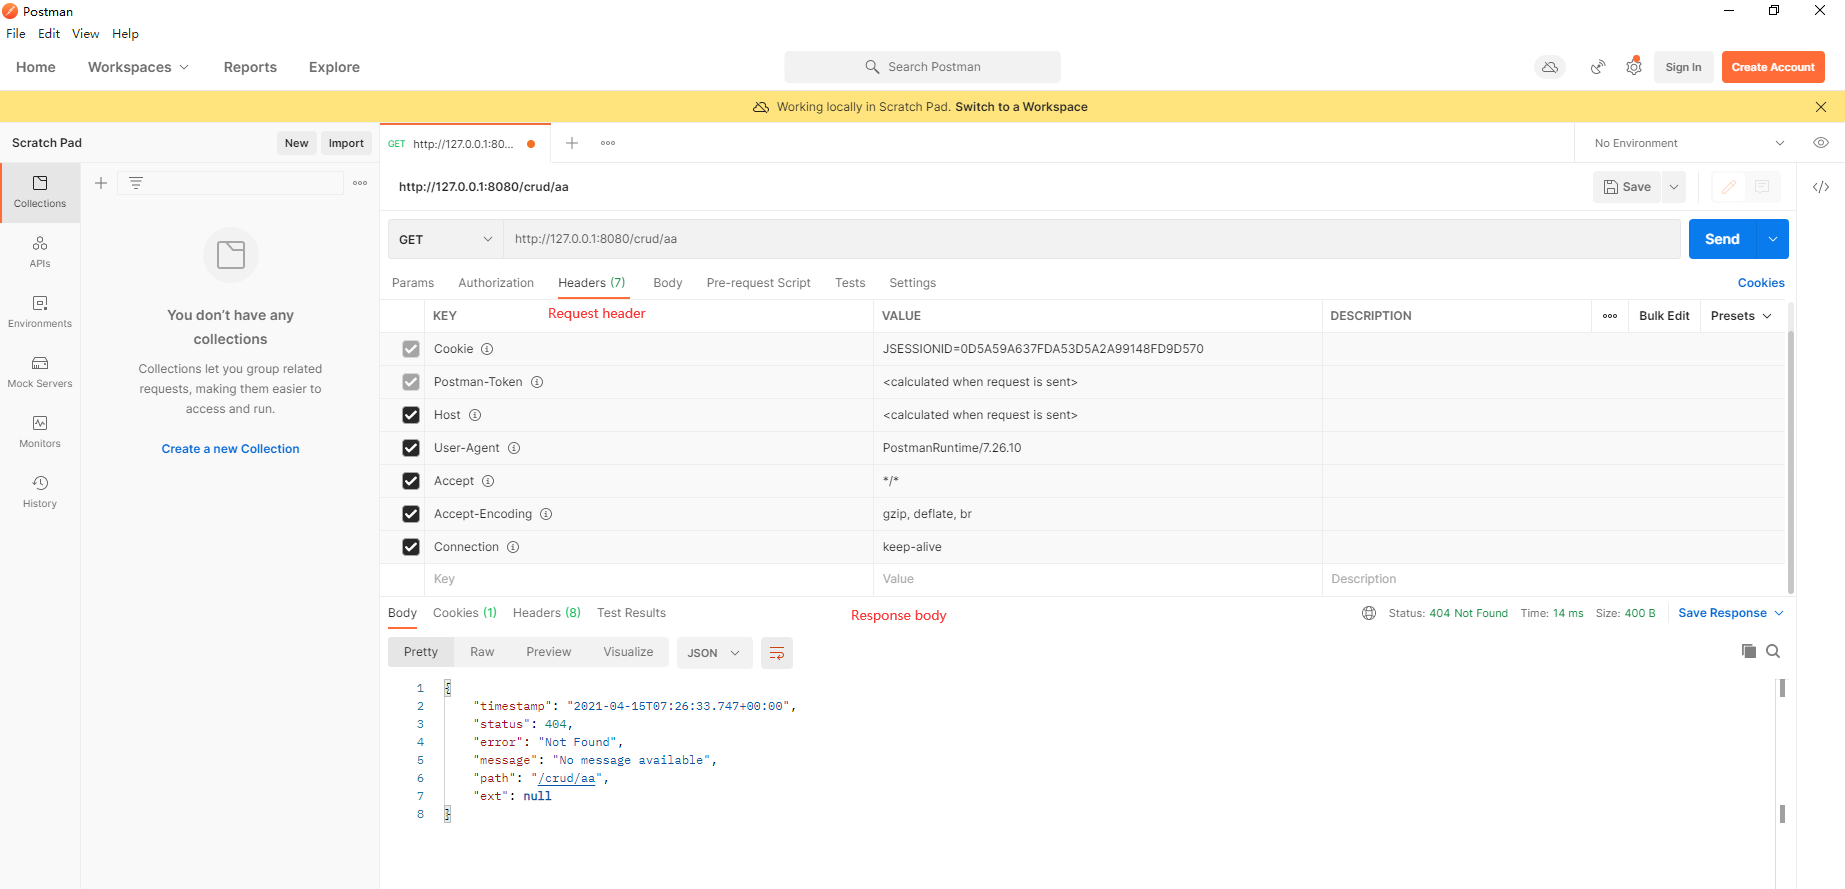 Postman
File Edit View Help
Home Workspaces Reports Explore Search Postman Sign In Create Account
Working locally in Scratch Pad. Switch to a Workspace
Scratch Pad New Import GET http://127.0.0.1:80... No Environment
Collections
http://127.0.0.1:8080/crud/aa Save
GET http://127.0.0.1:8080/crud/aa Send
APIs
Environments
Mock Servers
Monitors
History
You don't have any
collections
Collections let you group related
requests, making them easier to
access and run.
Create a new Collection
Params Authorization Headers (7) Body Pre-request Script Tests Settings Cookies
Request header
KEY VALUE DESCRIPTION Bulk Edit Presets
Cookie JSESSIONID=0D5A59A637FDA53D5A2A99148FD9D570
Postman-Token <calculated when request is sent>
Host <calculated when request is sent>
User-Agent PostmanRuntime/7.26.10
Accept */*
Accept-Encoding gzip, deflate, br
Connection keep-alive
Key Value Description
Body Cookies (1) Headers (8) Test Results Response body Status: 404 Not Found Time: 14 ms Size: 400 B Save Response
Pretty Raw Preview Visualize JSON
1 {
2 "timestamp": "2021-04-15T07:26:33.747+00:00",
3 "status": 404,
4 "error": "Not Found",
5 "message": "No message available",
6 "path": "/crud/aa",
7 "ext": null
8 }